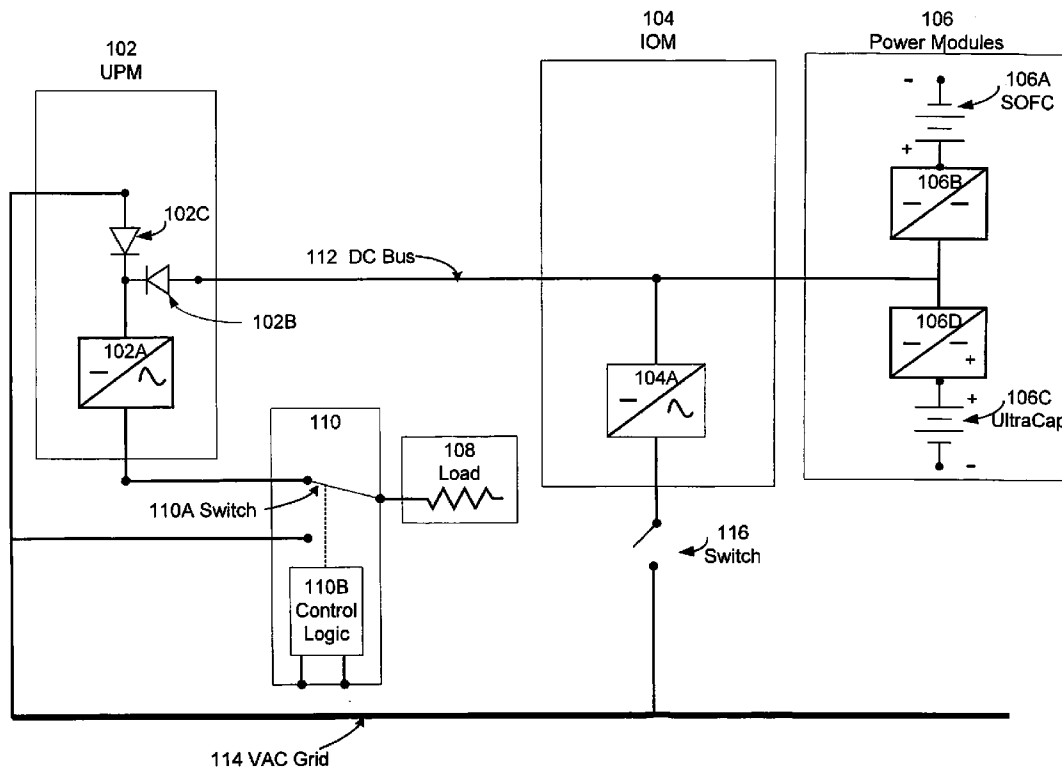 102
UPM
104
IOM
106
Power Modules
-
106A
SOFC
+
106B
102C
112 DC Bus
102B
102A
104A
106D
+
+
106C
UltraCap
-
110
108
Load
110A Switch
116
Switch
110B
Control
Logic
114 VAC Grid